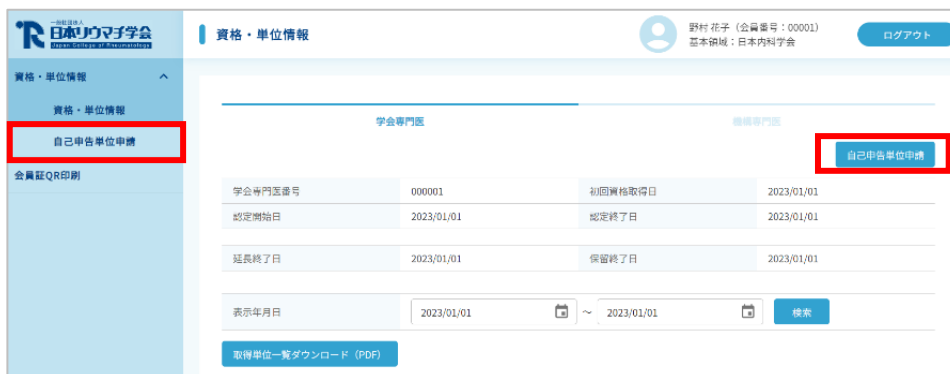 一般社団法人
日本リウマチ学会
Japan College of Rheumatology
資格・単位情報
野村 花子（会員番号：00001）
基本領域：日本内科学会
ログアウト
資格・単位情報
資格・単位情報
自己申告単位申請
会員証QR印刷
学会専門医
機構専門医
自己申告単位申請
学会専門医番号 000001 初回資格取得日 2023/01/01
認定開始日 2023/01/01 認定終了日 2023/01/01
延長終了日 2023/01/01 保留終了日 2023/01/01
表示年月日 2023/01/01 ～ 2023/01/01 検索
取得単位一覧ダウンロード（PDF）